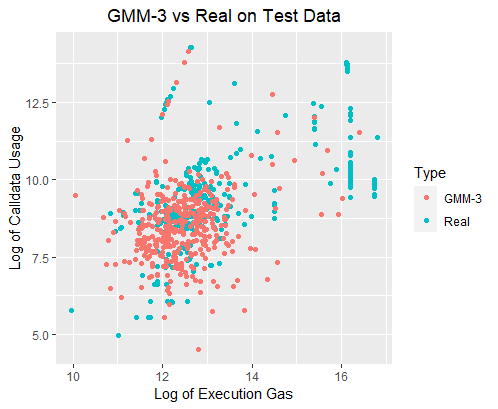 GMM-3 vs Real on Test Data
Log of Calldata Usage
12.5
10.0
7.5
5.0
10
12
14
16
Log of Execution Gas
Type
GMM-3
Real